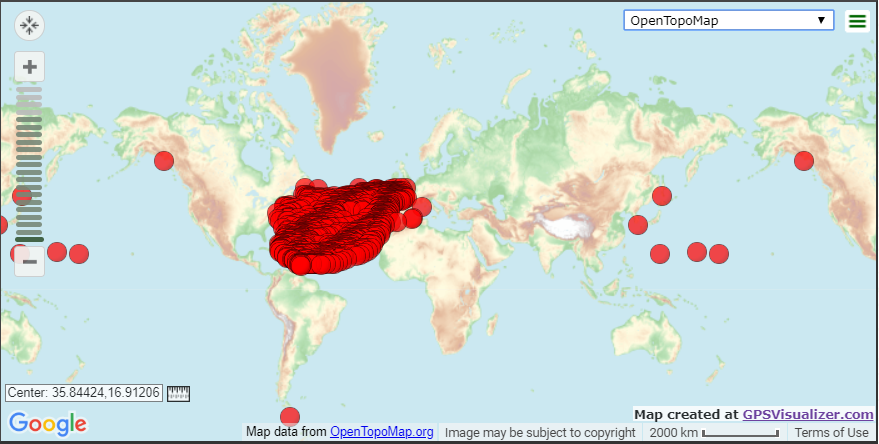 OpenTopoMap
Center: 35.84424,16.91206
Map created at GPSVisualizer.com
Google
Map data from OpenTopoMap.org
Image may be subject to copyright
2000 km
Terms of Use